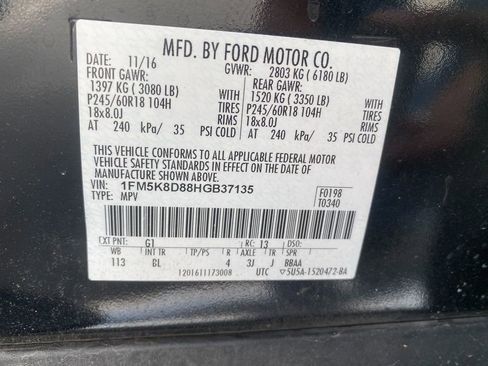 MFD. BY FORD MOTOR CO.
DATE: 11/16 GVWR: 2803 KG ( 6180 LB)
FRONT GAWR: REAR GAWR:
1397 KG ( 3080 LB) WITH 1520 KG ( 3350 LB) WITH
P245/60R18 104H TIRES P245/60R18 104H TIRES
18x8.0J RIMS 18x8.0J RIMS
AT 240 kPa/ 35 PSI COLD AT 240 kPa/ 35 PSI COLD
THIS VEHICLE CONFORMS TO ALL APPLICABLE FEDERAL MOTOR
VEHICLE SAFETY STANDARDS IN EFFECT ON THE DATE OF
MANUFACTURE SHOWN ABOVE.
VIN: 1FM5K8D88HGB37135 F0198
TYPE: MPV T0340
EXT PNT: G1 RC: 13 DSO:
WB INT TR TP/PS R AXLE TR SPR
113 GL 4 3J J BBAA
1201611173008 UTC ▽5U5A-1520472-BA